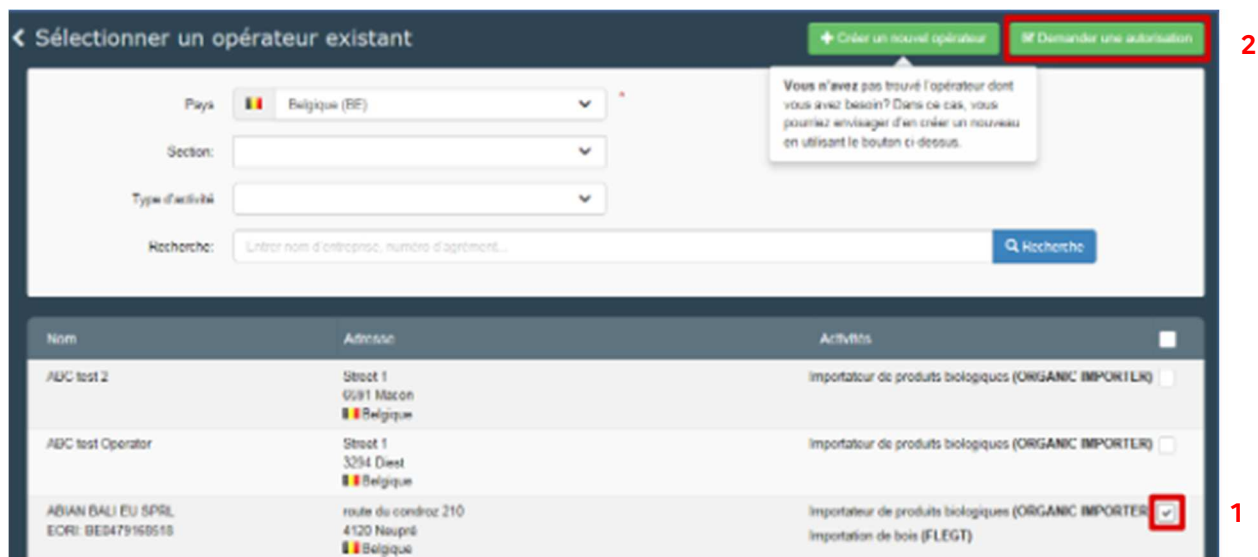 Sélectionner un opérateur existant
Créer un nouvel opérateur
Demander une autorisation
2
Vous n'avez pas trouvé l'opérateur dont
vous avez besoin? Dans ce cas, vous
pourriez envisager d'en créer un nouveau
en utilisant le bouton ci-dessus.
Pays
Belgique (BE)
*
Section:
Type d'activité
Recherche:
Entrer nom d'entreprise, numéro d'agrément...
Recherche
Nom Adresse Activités
ABC test 2 Street 1 Importateur de produits biologiques (ORGANIC IMPORTER)
Macon
Belgique
ABC test Operator Street 1 Importateur de produits biologiques (ORGANIC IMPORTER)
3294 Diest
Belgique
ABIAN BALI EU SPRL route du condroz 210 Importateur de produits biologiques (ORGANIC IMPORTER
1
EORI: 4120 Neupré Importation de bois (FLEGT)
Belgique